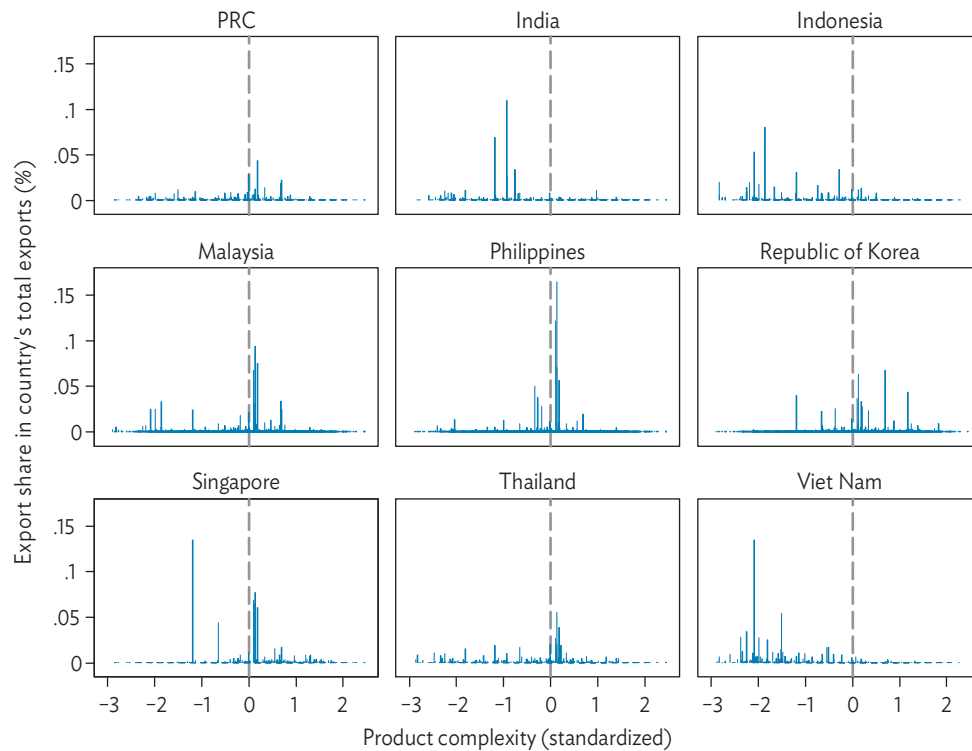 PRC
India
Indonesia
.15
.1
.05
0
Malaysia
Philippines
Republic of Korea
.15
.1
.05
0
Singapore
Thailand
Viet Nam
.15
.1
.05
0
Export share in country's total exports (%)
−3 −2 −1 0 1 2
−3 −2 −1 0 1 2
−3 −2 −1 0 1 2
Product complexity (standardized)